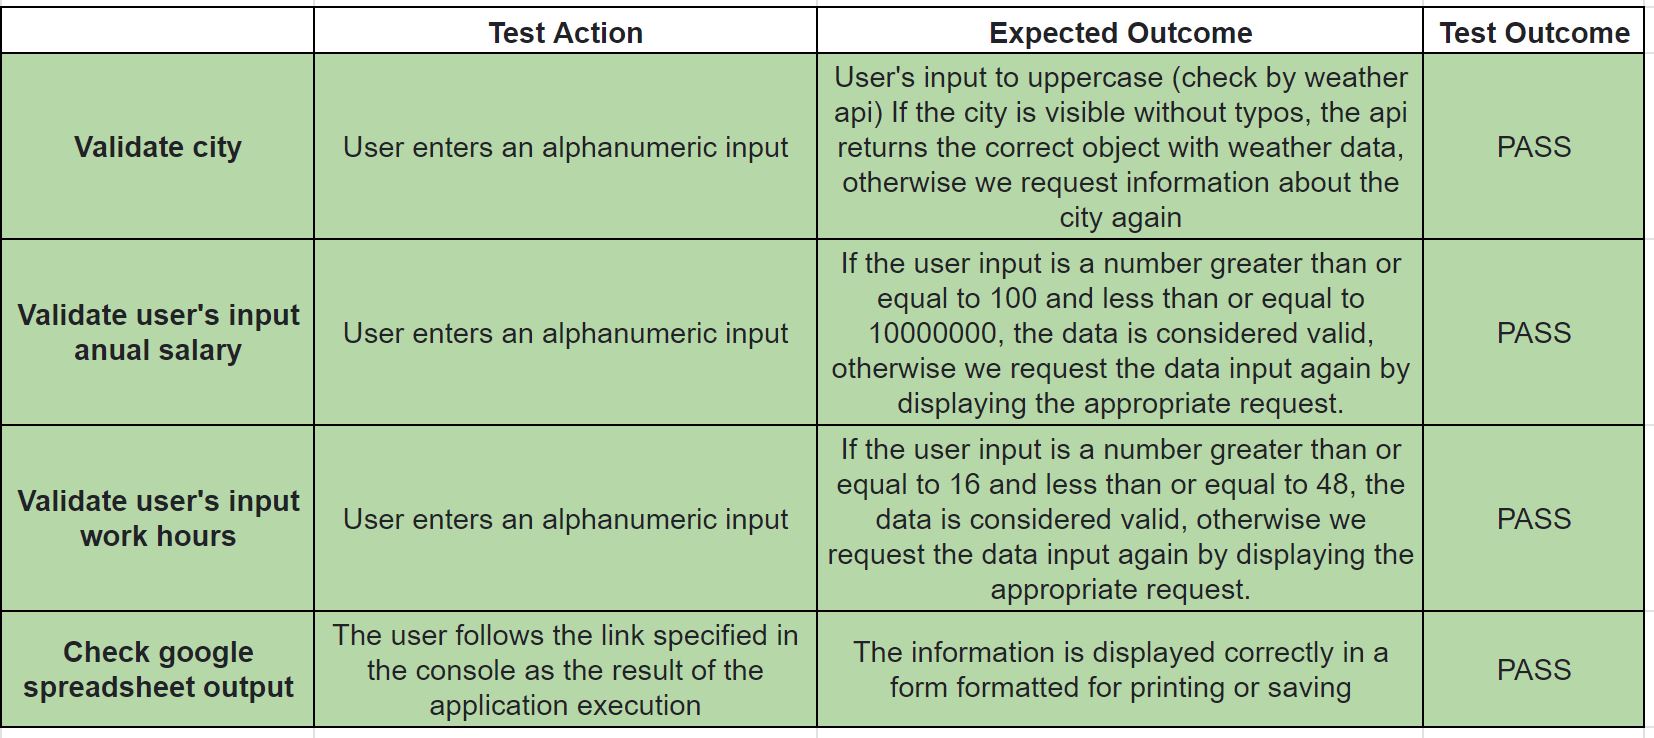 Test Action
Expected Outcome
Test Outcome
Validate city
User enters an alphanumeric input
User's input to uppercase (check by weather
api) If the city is visible without typos, the api
returns the correct object with weather data,
otherwise we request information about the
city again
PASS
Validate user's input
anual salary
User enters an alphanumeric input
If the user input is a number greater than or
equal to 100 and less than or equal to
10000000, the data is considered valid,
otherwise we request the data input again by
displaying the appropriate request.
PASS
Validate user's input
work hours
User enters an alphanumeric input
If the user input is a number greater than or
equal to 16 and less than or equal to 48, the
data is considered valid, otherwise we
request the data input again by displaying the
appropriate request.
PASS
Check google
spreadsheet output
The user follows the link specified in
the console as the result of the
application execution
The information is displayed correctly in a
form formatted for printing or saving
PASS